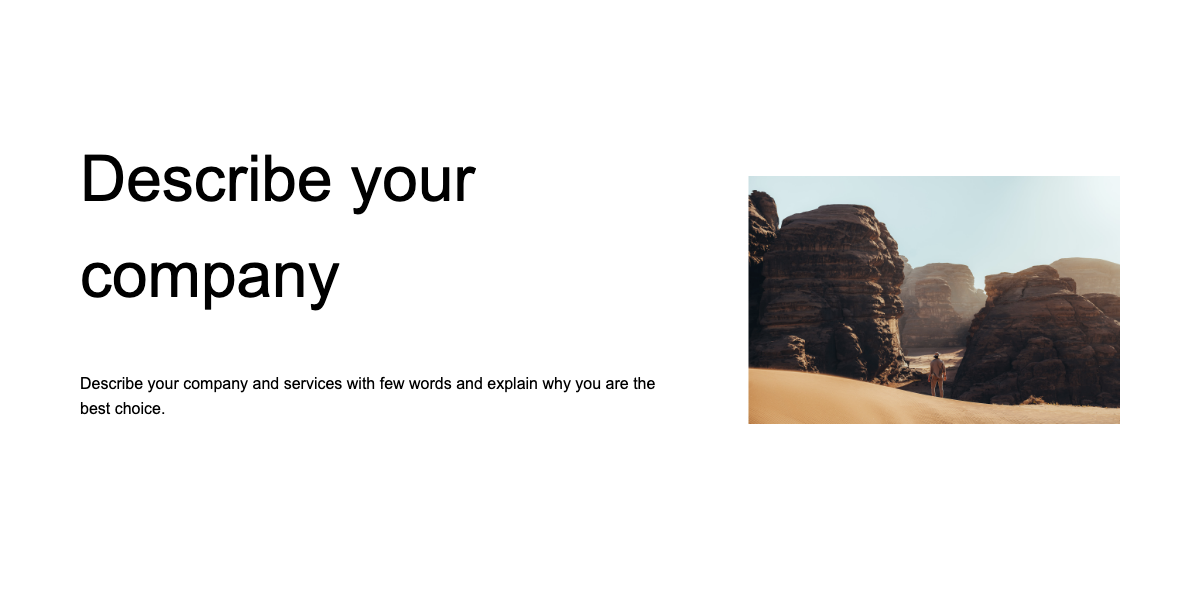 Describe your
company
Describe your company and services with few words and explain why you are the
best choice.